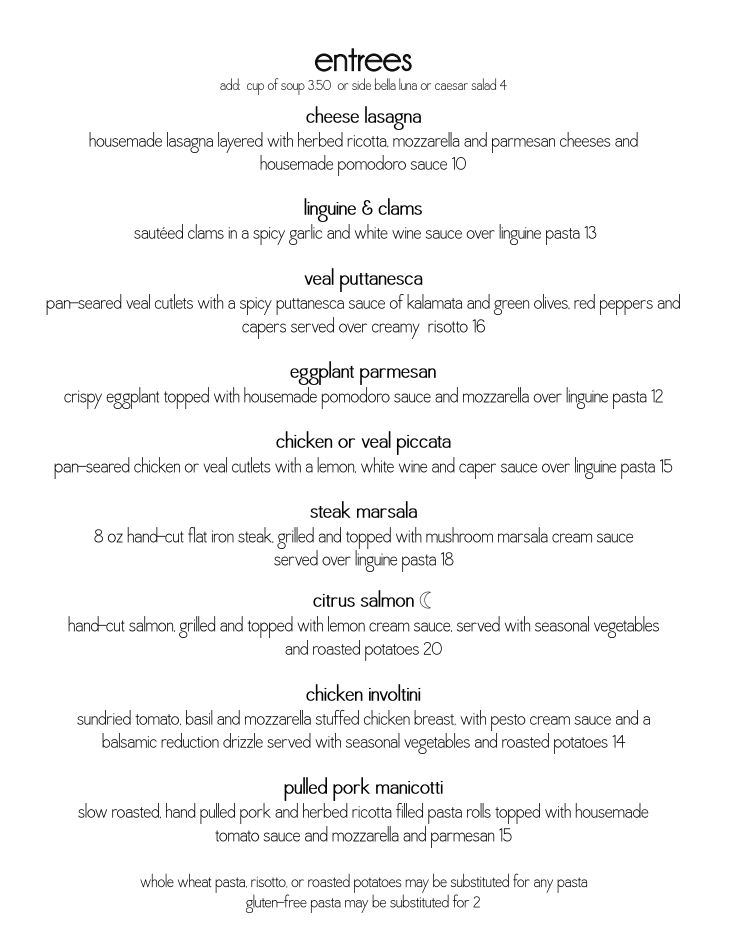 entrees
add: cup of soup 3.50 or side bella luna or caesar salad 4
cheese lasagna
housemade lasagna layered with herbed ricotta, mozzarella and parmesan cheeses and
housemade pomodoro sauce 10
linguine & clams
sautéed clams in a spicy garlic and white wine sauce over linguine pasta 13
veal puttanesca
pan-seared veal cutlets with a spicy puttanesca sauce of kalamata and green olives, red peppers and
capers served over creamy risotto 16
eggplant parmesan
crispy eggplant topped with housemade pomodoro sauce and mozzarella over linguine pasta 12
chicken or veal piccata
pan-seared chicken or veal cutlets with a lemon, white wine and caper sauce over linguine pasta 15
steak marsala
8 oz hand-cut flat iron steak, grilled and topped with mushroom marsala cream sauce
served over linguine pasta 18
citrus salmon ☾
hand-cut salmon, grilled and topped with lemon cream sauce, served with seasonal vegetables
and roasted potatoes 20
chicken involtini
sundried tomato, basil and mozzarella stuffed chicken breast, with pesto cream sauce and a
balsamic reduction drizzle served with seasonal vegetables and roasted potatoes 14
pulled pork manicotti
slow roasted, hand pulled pork and herbed ricotta filled pasta rolls topped with housemade
tomato sauce and mozzarella and parmesan 15
whole wheat pasta, risotto, or roasted potatoes may be substituted for any pasta
gluten-free pasta may be substituted for 2